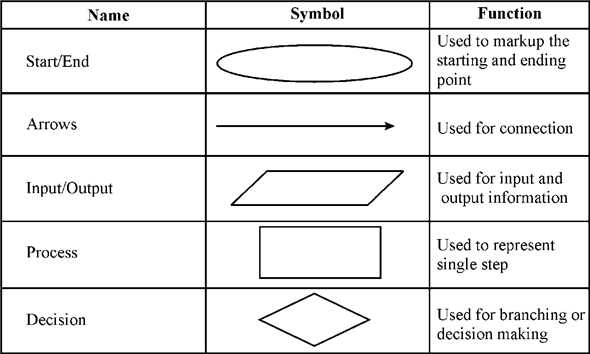 Name
Symbol
Function
Start/End
Used to markup the
starting and ending
point
Arrows
Used for connection
Input/Output
Used for input and
output information
Process
Used to represent
single step
Decision
Used for branching or
decision making